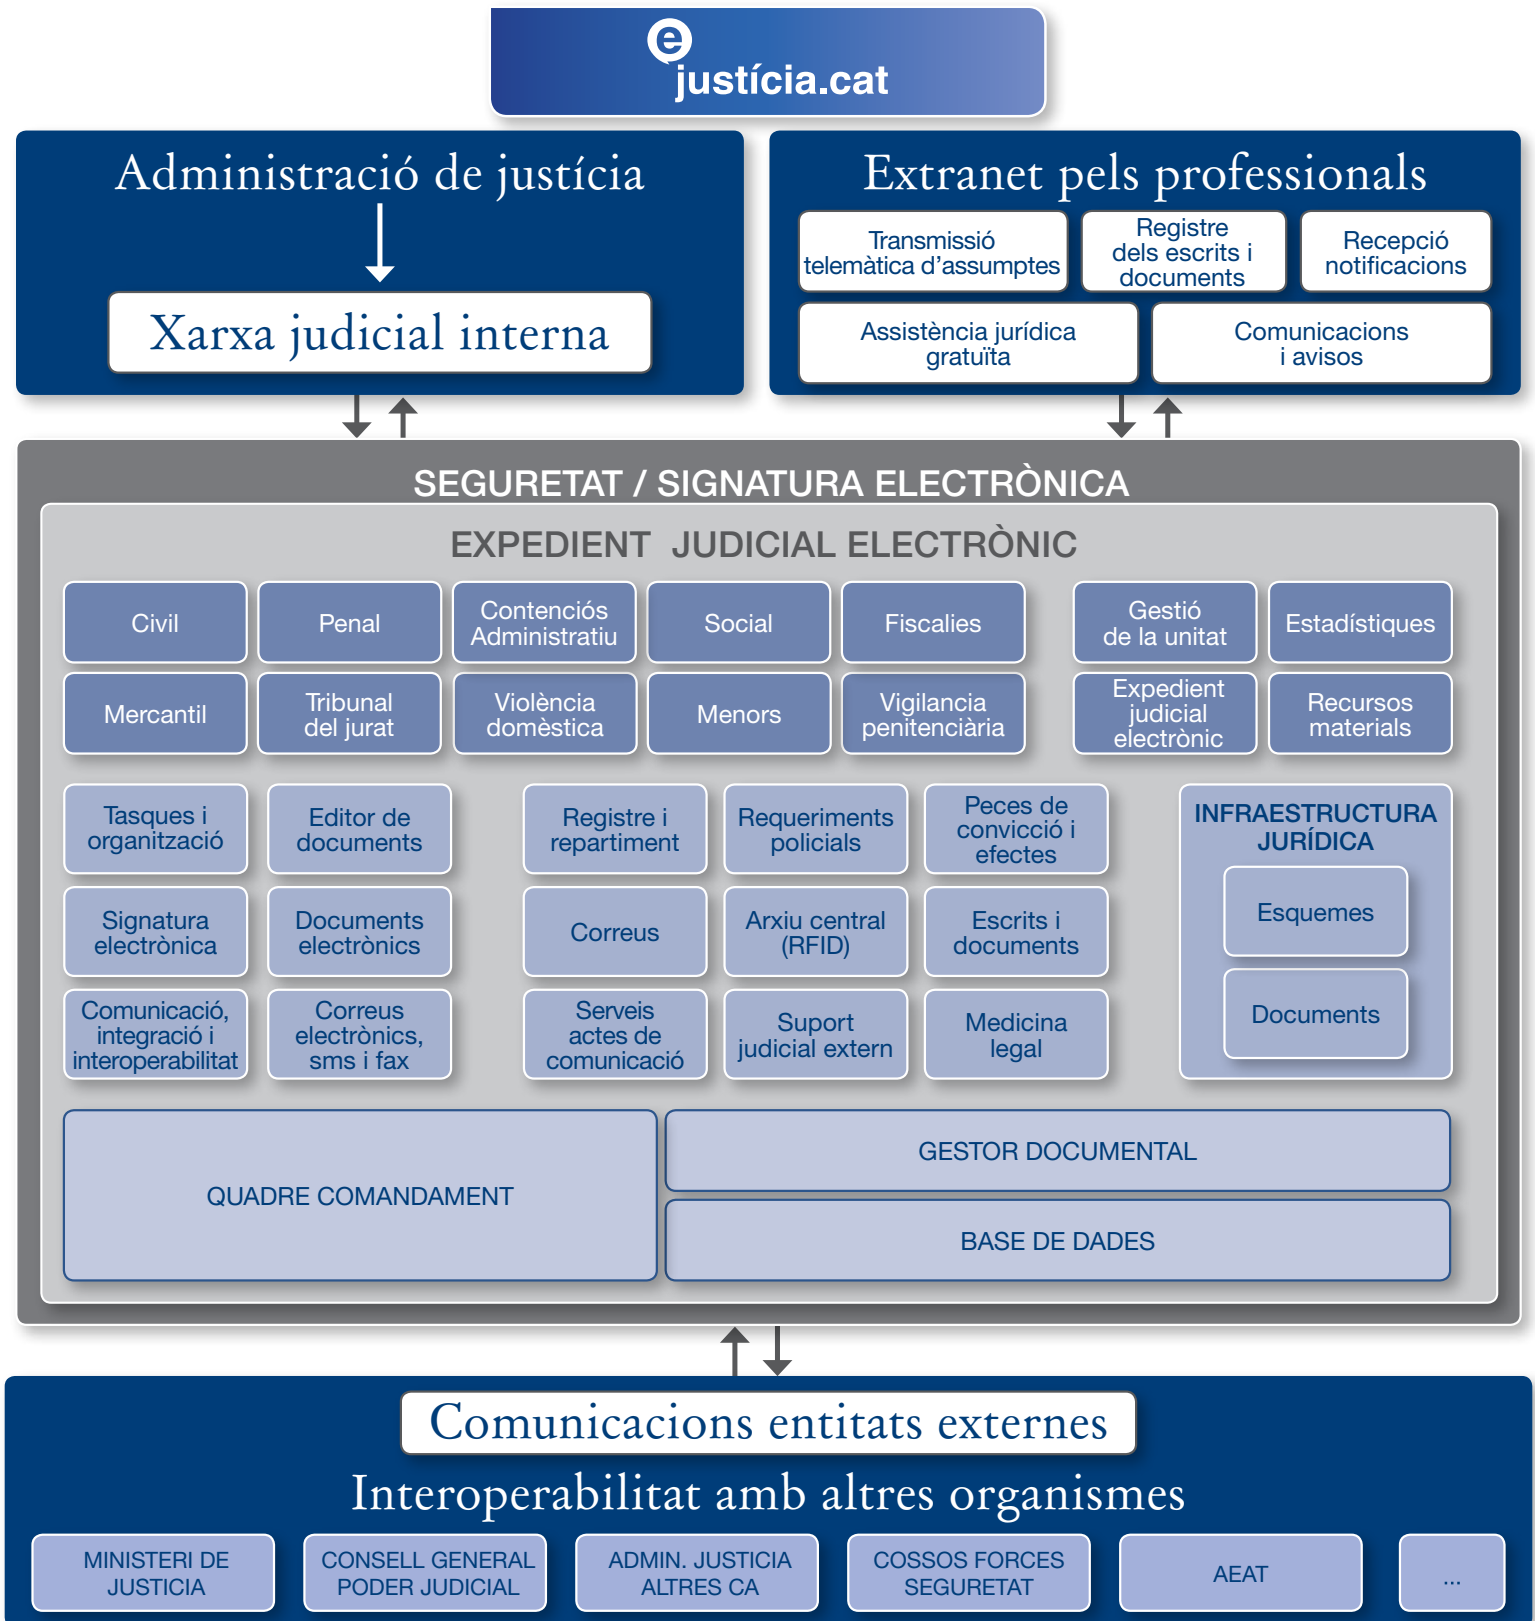 e
justícia.cat
Administració de justícia
Xarxa judicial interna
Extranet pels professionals
Transmissió
telemàtica d’assumptes
Registre
dels escrits i
documents
Recepció
notificacions
Assistència jurídica
gratuïta
Comunicacions
i avisos
SEGURETAT / SIGNATURA ELECTRÒNICA
EXPEDIENT JUDICIAL ELECTRÒNIC
Civil
Penal
Contenciós
Administratiu
Social
Fiscalies
Gestió
de la unitat
Estadístiques
Mercantil
Tribunal
del jurat
Violència
domèstica
Menors
Vigilancia
penitenciària
Expedient
judicial
electrònic
Recursos
materials
Tasques i
organització
Editor de
documents
Registre i
repartiment
Requeriments
policials
Peces de
convicció i
efectes
INFRAESTRUCTURA
JURÍDICA
Esquemes
Documents
Signatura
electrònica
Documents
electrònics
Correus
Arxiu central
(RFID)
Escrits i
documents
Comunicació,
integració i
interoperabilitat
Correus
electrònics,
sms i fax
Serveis
actes de
comunicació
Suport
judicial extern
Medicina
legal
QUADRE COMANDAMENT
GESTOR DOCUMENTAL
BASE DE DADES
Comunicacions entitats externes
Interoperabilitat amb altres organismes
MINISTERI DE
JUSTICIA
CONSELL GENERAL
PODER JUDICIAL
ADMIN. JUSTICIA
ALTRES CA
COSSOS FORCES
SEGURETAT
AEAT
...